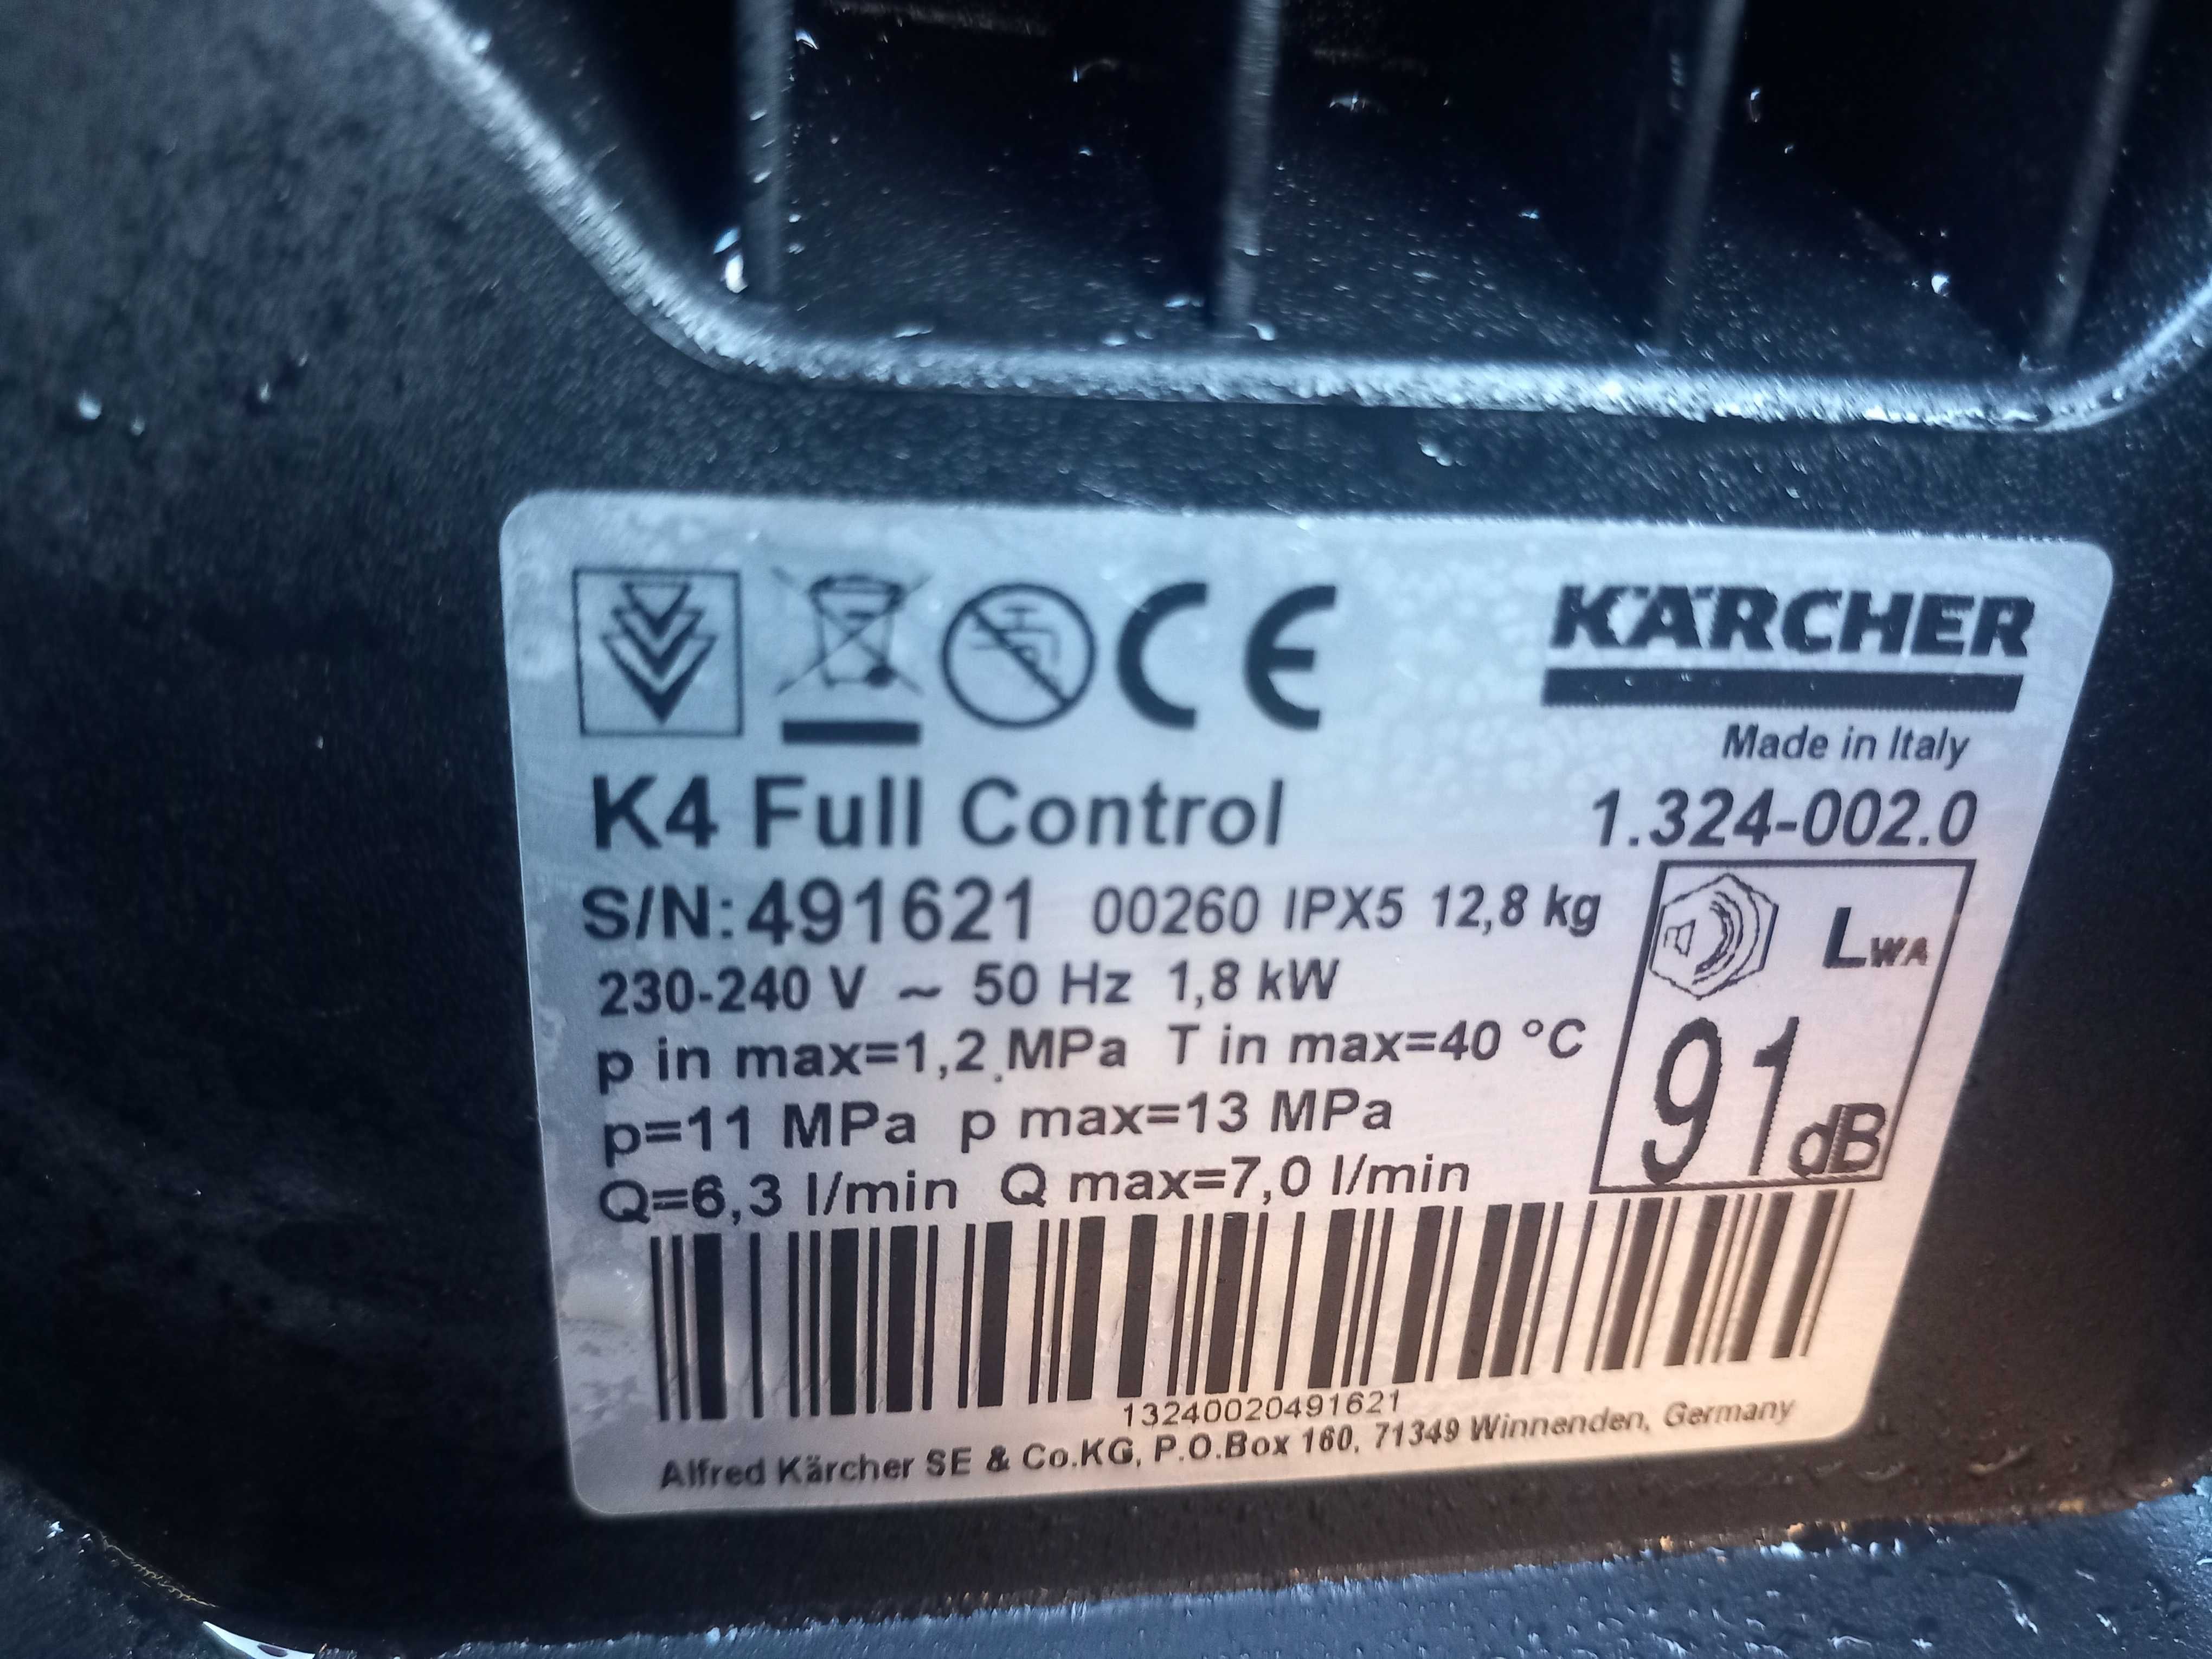 CE
KÄRCHER
Made in Italy
K4 Full Control 1.324-002.0
S/N: 491621 00260 IPX5 12,8 kg
LWA
230-240 V ~ 50 Hz 1,8 kW
p in max=1,2 MPa T in max=40 °C
91 dB
p=11 MPa p max=13 MPa
Q=6,3 l/min Q max=7,0 l/min
13240020491621
Alfred Kärcher SE & Co.KG, P.O.Box 160, 71349 Winnenden, Germany